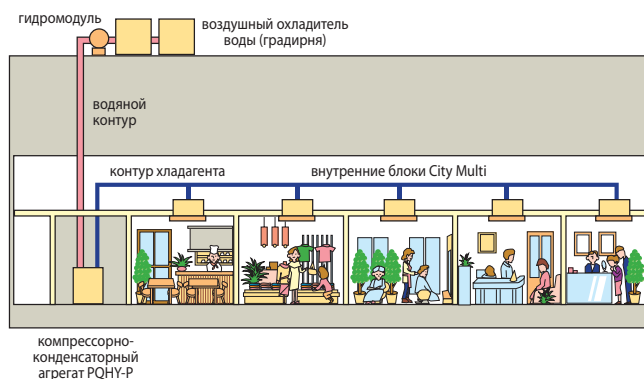 гидромодуль
воздушный охладитель
воды (градирня)
водяной
контур
контур хладагента
внутренние блоки City Multi
компрессорно-
конденсаторный
агрегат PQHY-P